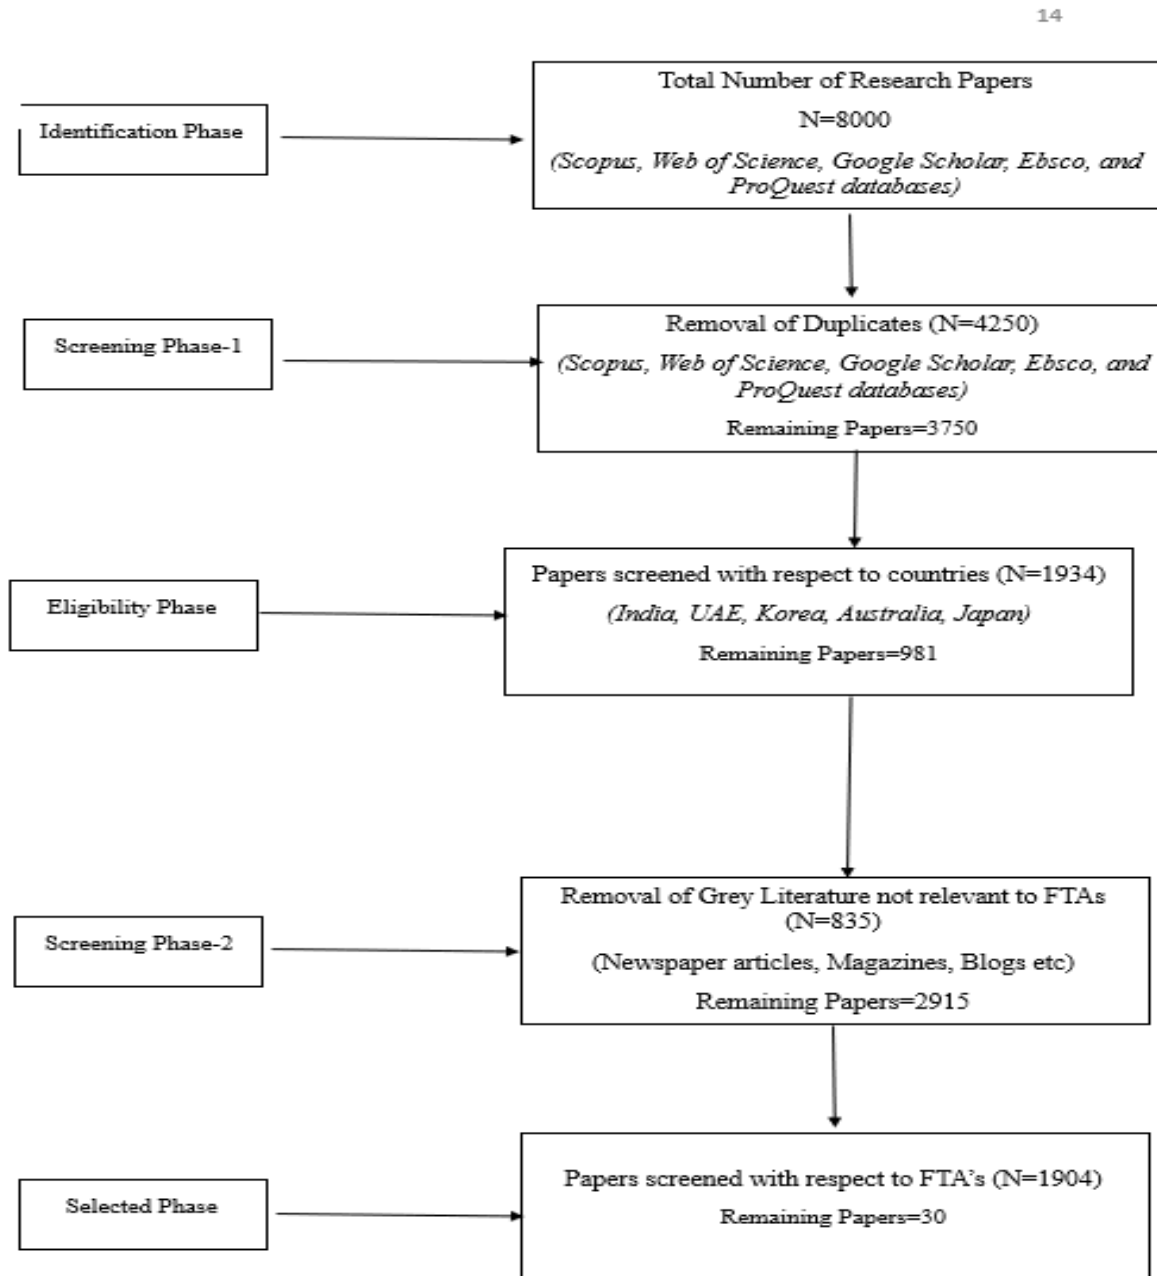 14
Identification Phase
Total Number of Research Papers
N=8000
(Scopus, Web of Science, Google Scholar, Ebsco, and
ProQuest databases)
Screening Phase-1
Removal of Duplicates (N=4250)
(Scopus, Web of Science, Google Scholar, Ebsco, and
ProQuest databases)
Remaining Papers=3750
Eligibility Phase
Papers screened with respect to countries (N=1934)
(India, UAE, Korea, Australia, Japan)
Remaining Papers=981
Screening Phase-2
Removal of Grey Literature not relevant to FTAs
(N=835)
(Newspaper articles, Magazines, Blogs etc)
Remaining Papers=2915
Selected Phase
Papers screened with respect to FTA's (N=1904)
Remaining Papers=30